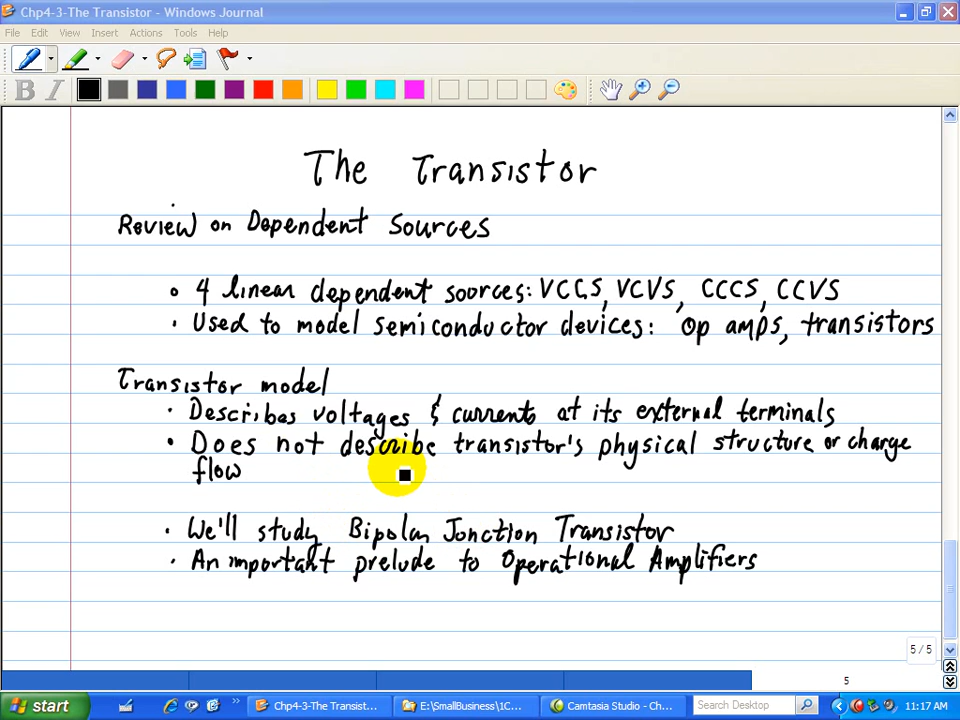 Chp4-3-The Transistor - Windows Journal
File Edit View Insert Actions Tools Help
B I
The Transistor
Review on Dependent Sources
4 linear dependent sources: VCCS, VCVS, CCCS, CCVS
Used to model semiconductor devices: Op amps, transistors
Transistor model
Describes voltages & currents at its external terminals
Does not describe transistor's physical structure or charge
flow
We'll study Bipolar Jonction Transistor
An important prelude to Operational Amplifiers
5 / 5
5
start » Chp4-3-The Transist... E:\SmallBusiness\1C... Camtasia Studio - Ch... Search Desktop 11:17 AM